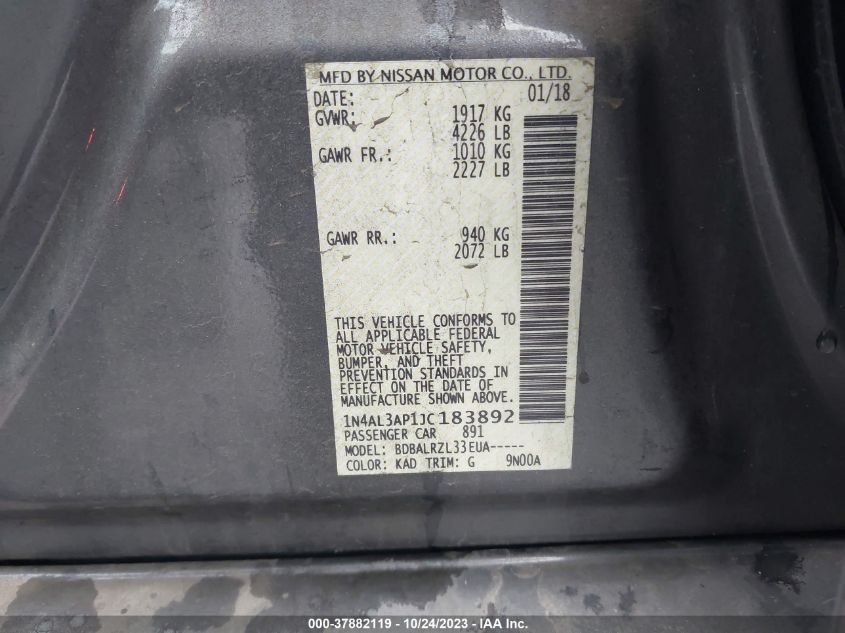 MFD BY NISSAN MOTOR CO., LTD.
DATE: 01/18
GVWR: 1917 KG
4226 LB
GAWR FR.: 1010 KG
2227 LB
GAWR RR.: 940 KG
2072 LB
THIS VEHICLE CONFORMS TO
ALL APPLICABLE FEDERAL
MOTOR VEHICLE SAFETY,
BUMPER, AND THEFT
PREVENTION STANDARDS IN
EFFECT ON THE DATE OF
MANUFACTURE SHOWN ABOVE.
1N4AL3AP1JC183892
PASSENGER CAR 891
MODEL: BDBALRZL33EUA-----
COLOR: KAD TRIM: G 9N00A
000-37882119 - 10/24/2023 - IAA Inc.